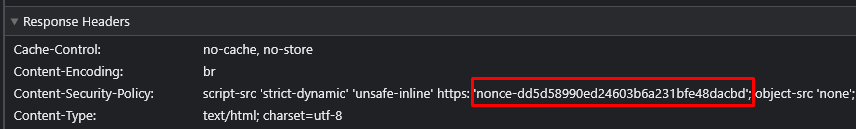 Response Headers
Cache-Control: no-cache, no-store
Content-Encoding: br
Content-Security-Policy: script-src 'strict-dynamic' 'unsafe-inline' https: 'nonce-dd5d58990ed24603b6a231bfe48dacbd'; object-src 'none';
Content-Type: text/html; charset=utf-8